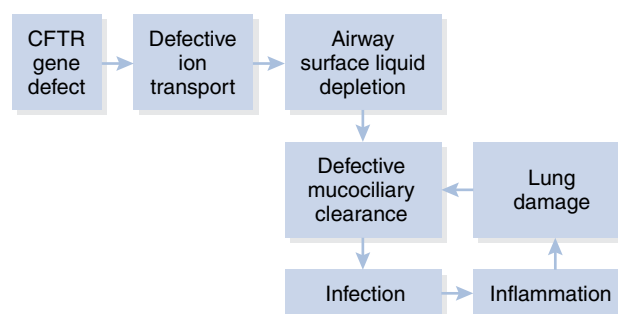 CFTR
gene
defect
Defective
ion
transport
Airway
surface liquid
depletion
Defective
mucociliary
clearance
Lung
damage
Infection
Inflammation